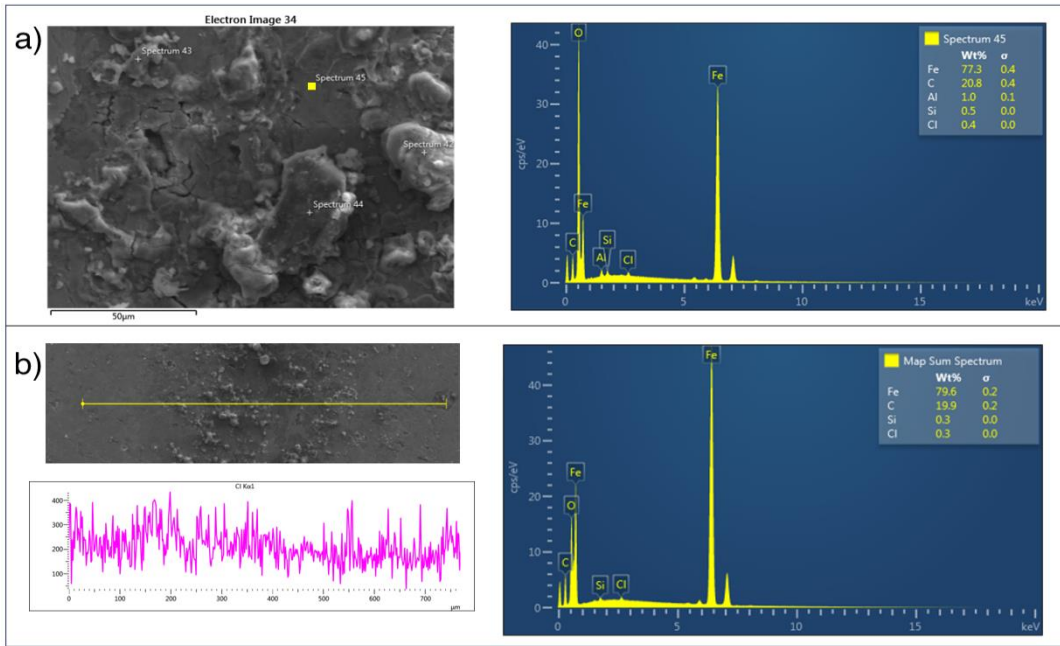 Electron Image 34
a)
Spectrum 43
Spectrum 45
Spectrum 42
Spectrum 44
50µm
cps/eV
40
30
20
10
0
O
Fe
Fe
C
Al
Si
Cl
0 5 10 15 keV
Spectrum 45
Wt% σ
Fe 77.3 0.4
C 20.8 0.4
Al 1.0 0.1
Si 0.5 0.0
Cl 0.4 0.0
b)
Cl Kα1
400
300
200
100
0 100 200 300 400 500 600 700
µm
cps/eV
40
30
20
10
0
Fe
Fe
O
C
Si
Cl
0 5 10 15 keV
Map Sum Spectrum
Wt% σ
Fe 79.6 0.2
C 19.9 0.2
Si 0.3 0.0
Cl 0.3 0.0